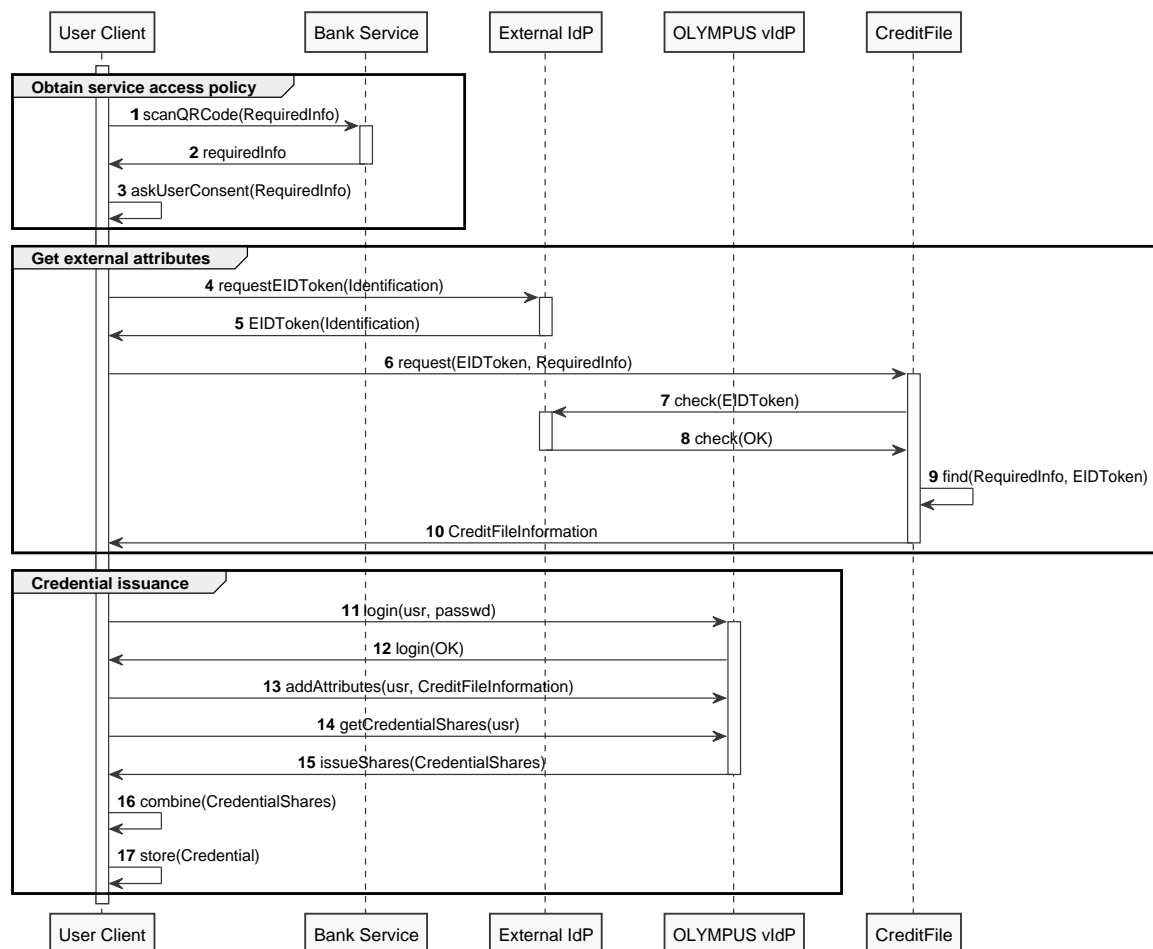 User Client
Bank Service
External IdP
OLYMPUS vIdP
CreditFile
Obtain service access policy
1 scanQRCode(RequiredInfo)
2 requiredInfo
3 askUserConsent(RequiredInfo)
Get external attributes
4 requestEIDToken(Identification)
5 EIDToken(Identification)
6 request(EIDToken, RequiredInfo)
7 check(EIDToken)
8 check(OK)
9 find(RequiredInfo, EIDToken)
10 CreditFileInformation
Credential issuance
11 login(usr, passwd)
12 login(OK)
13 addAttributes(usr, CreditFileInformation)
14 getCredentialShares(usr)
15 issueShares(CredentialShares)
16 combine(CredentialShares)
17 store(Credential)
User Client
Bank Service
External IdP
OLYMPUS vIdP
CreditFile